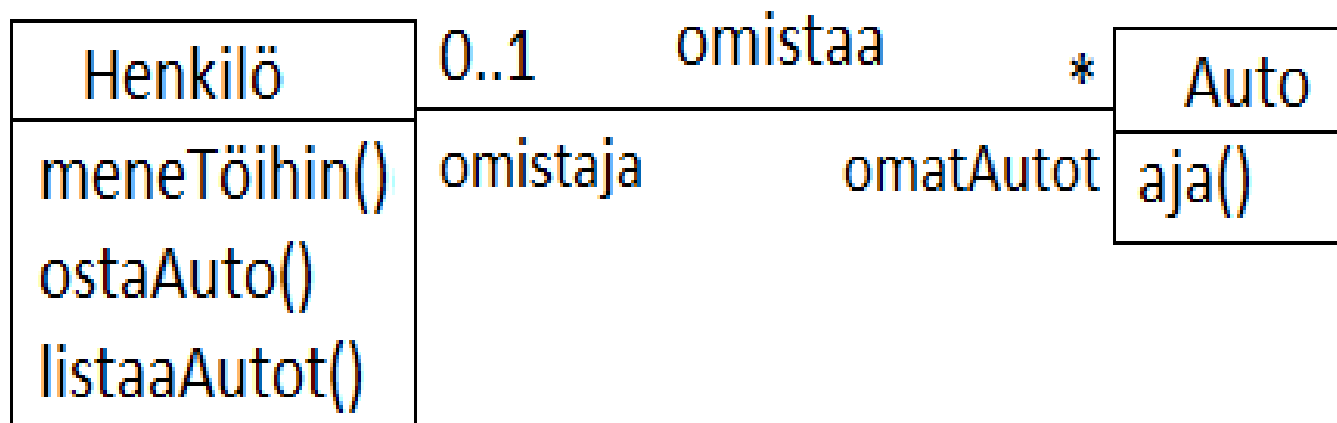 Henkilö
meneTöihin()
ostaAuto()
listaaAutot()
0..1 omistaa *
omistaja omatAutot
Auto
aja()